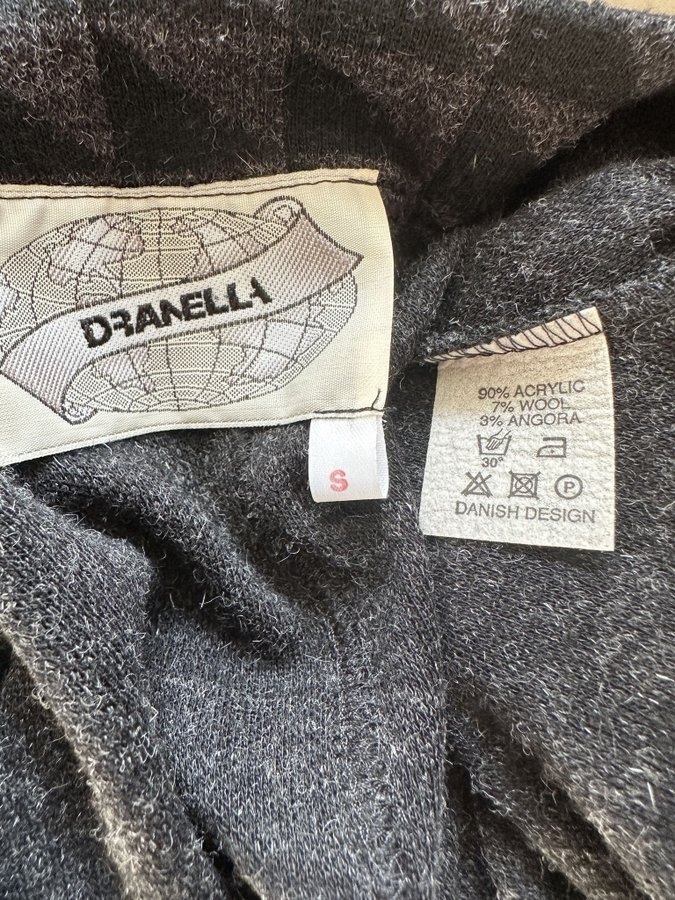 DRANELLA
S
90% ACRYLIC
7% WOOL
3% ANGORA
30°
P
DANISH DESIGN